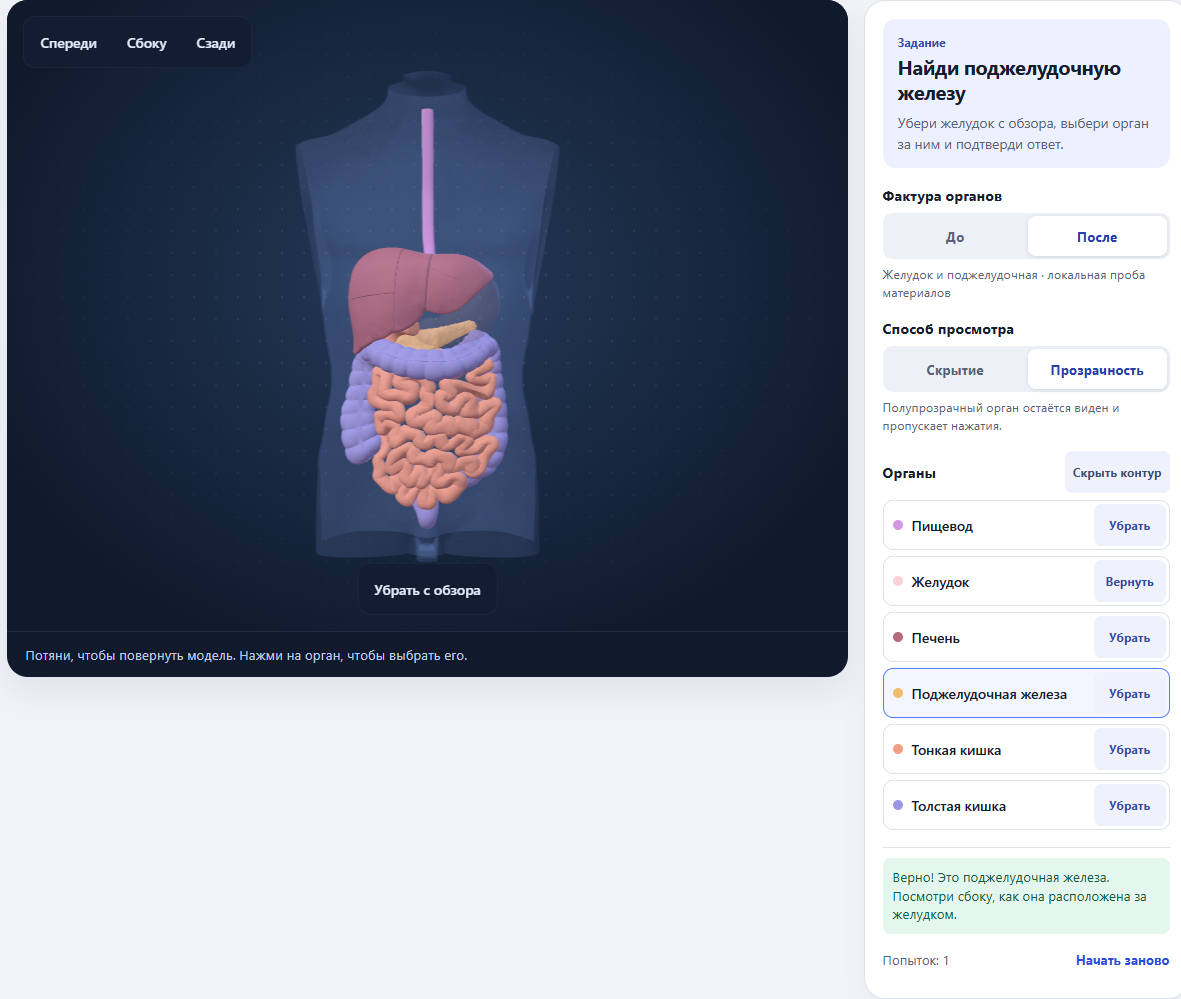 Спереди Сбоку Сзади
Убрать с обзора
Потяни, чтобы повернуть модель. Нажми на орган, чтобы выбрать его.
Задание
Найди поджелудочную
железу
Убери желудок с обзора, выбери орган
за ним и подтверди ответ.
Фактура органов
До После
Желудок и поджелудочная · локальная проба
материалов
Способ просмотра
Скрытие Прозрачность
Полупрозрачный орган остаётся виден и
пропускает нажатия.
Органы Скрыть контур
Пищевод Убрать
Желудок Вернуть
Печень Убрать
Поджелудочная железа Убрать
Тонкая кишка Убрать
Толстая кишка Убрать
Верно! Это поджелудочная железа.
Посмотри сбоку, как она расположена за
желудком.
Попыток: 1 Начать заново